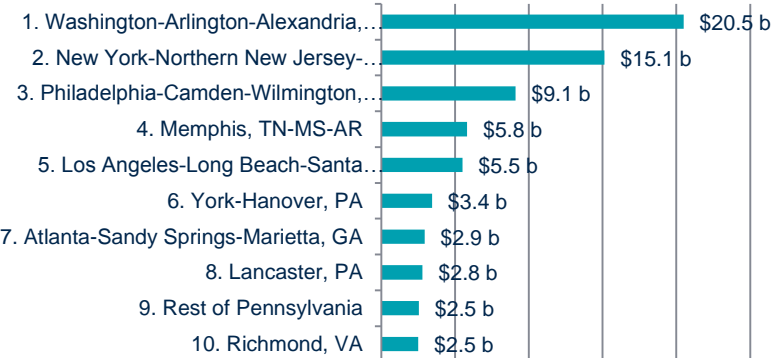 1. Washington-Arlington-Alexandria,… $20.5 b
2. New York-Northern New Jersey-… $15.1 b
3. Philadelphia-Camden-Wilmington,… $9.1 b
4. Memphis, TN-MS-AR $5.8 b
5. Los Angeles-Long Beach-Santa… $5.5 b
6. York-Hanover, PA $3.4 b
7. Atlanta-Sandy Springs-Marietta, GA $2.9 b
8. Lancaster, PA $2.8 b
9. Rest of Pennsylvania $2.5 b
10. Richmond, VA $2.5 b